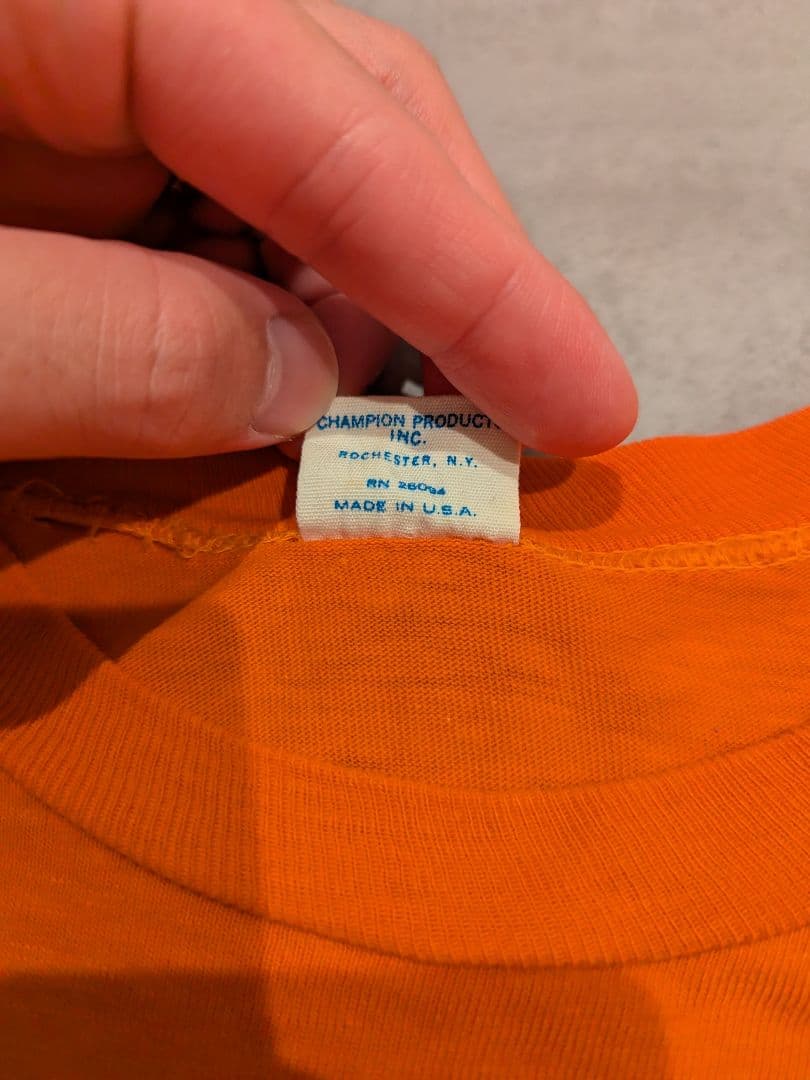 CHAMPION PRODUCTS
INC.
ROCHESTER, N.Y.
RN 26094
MADE IN U.S.A.